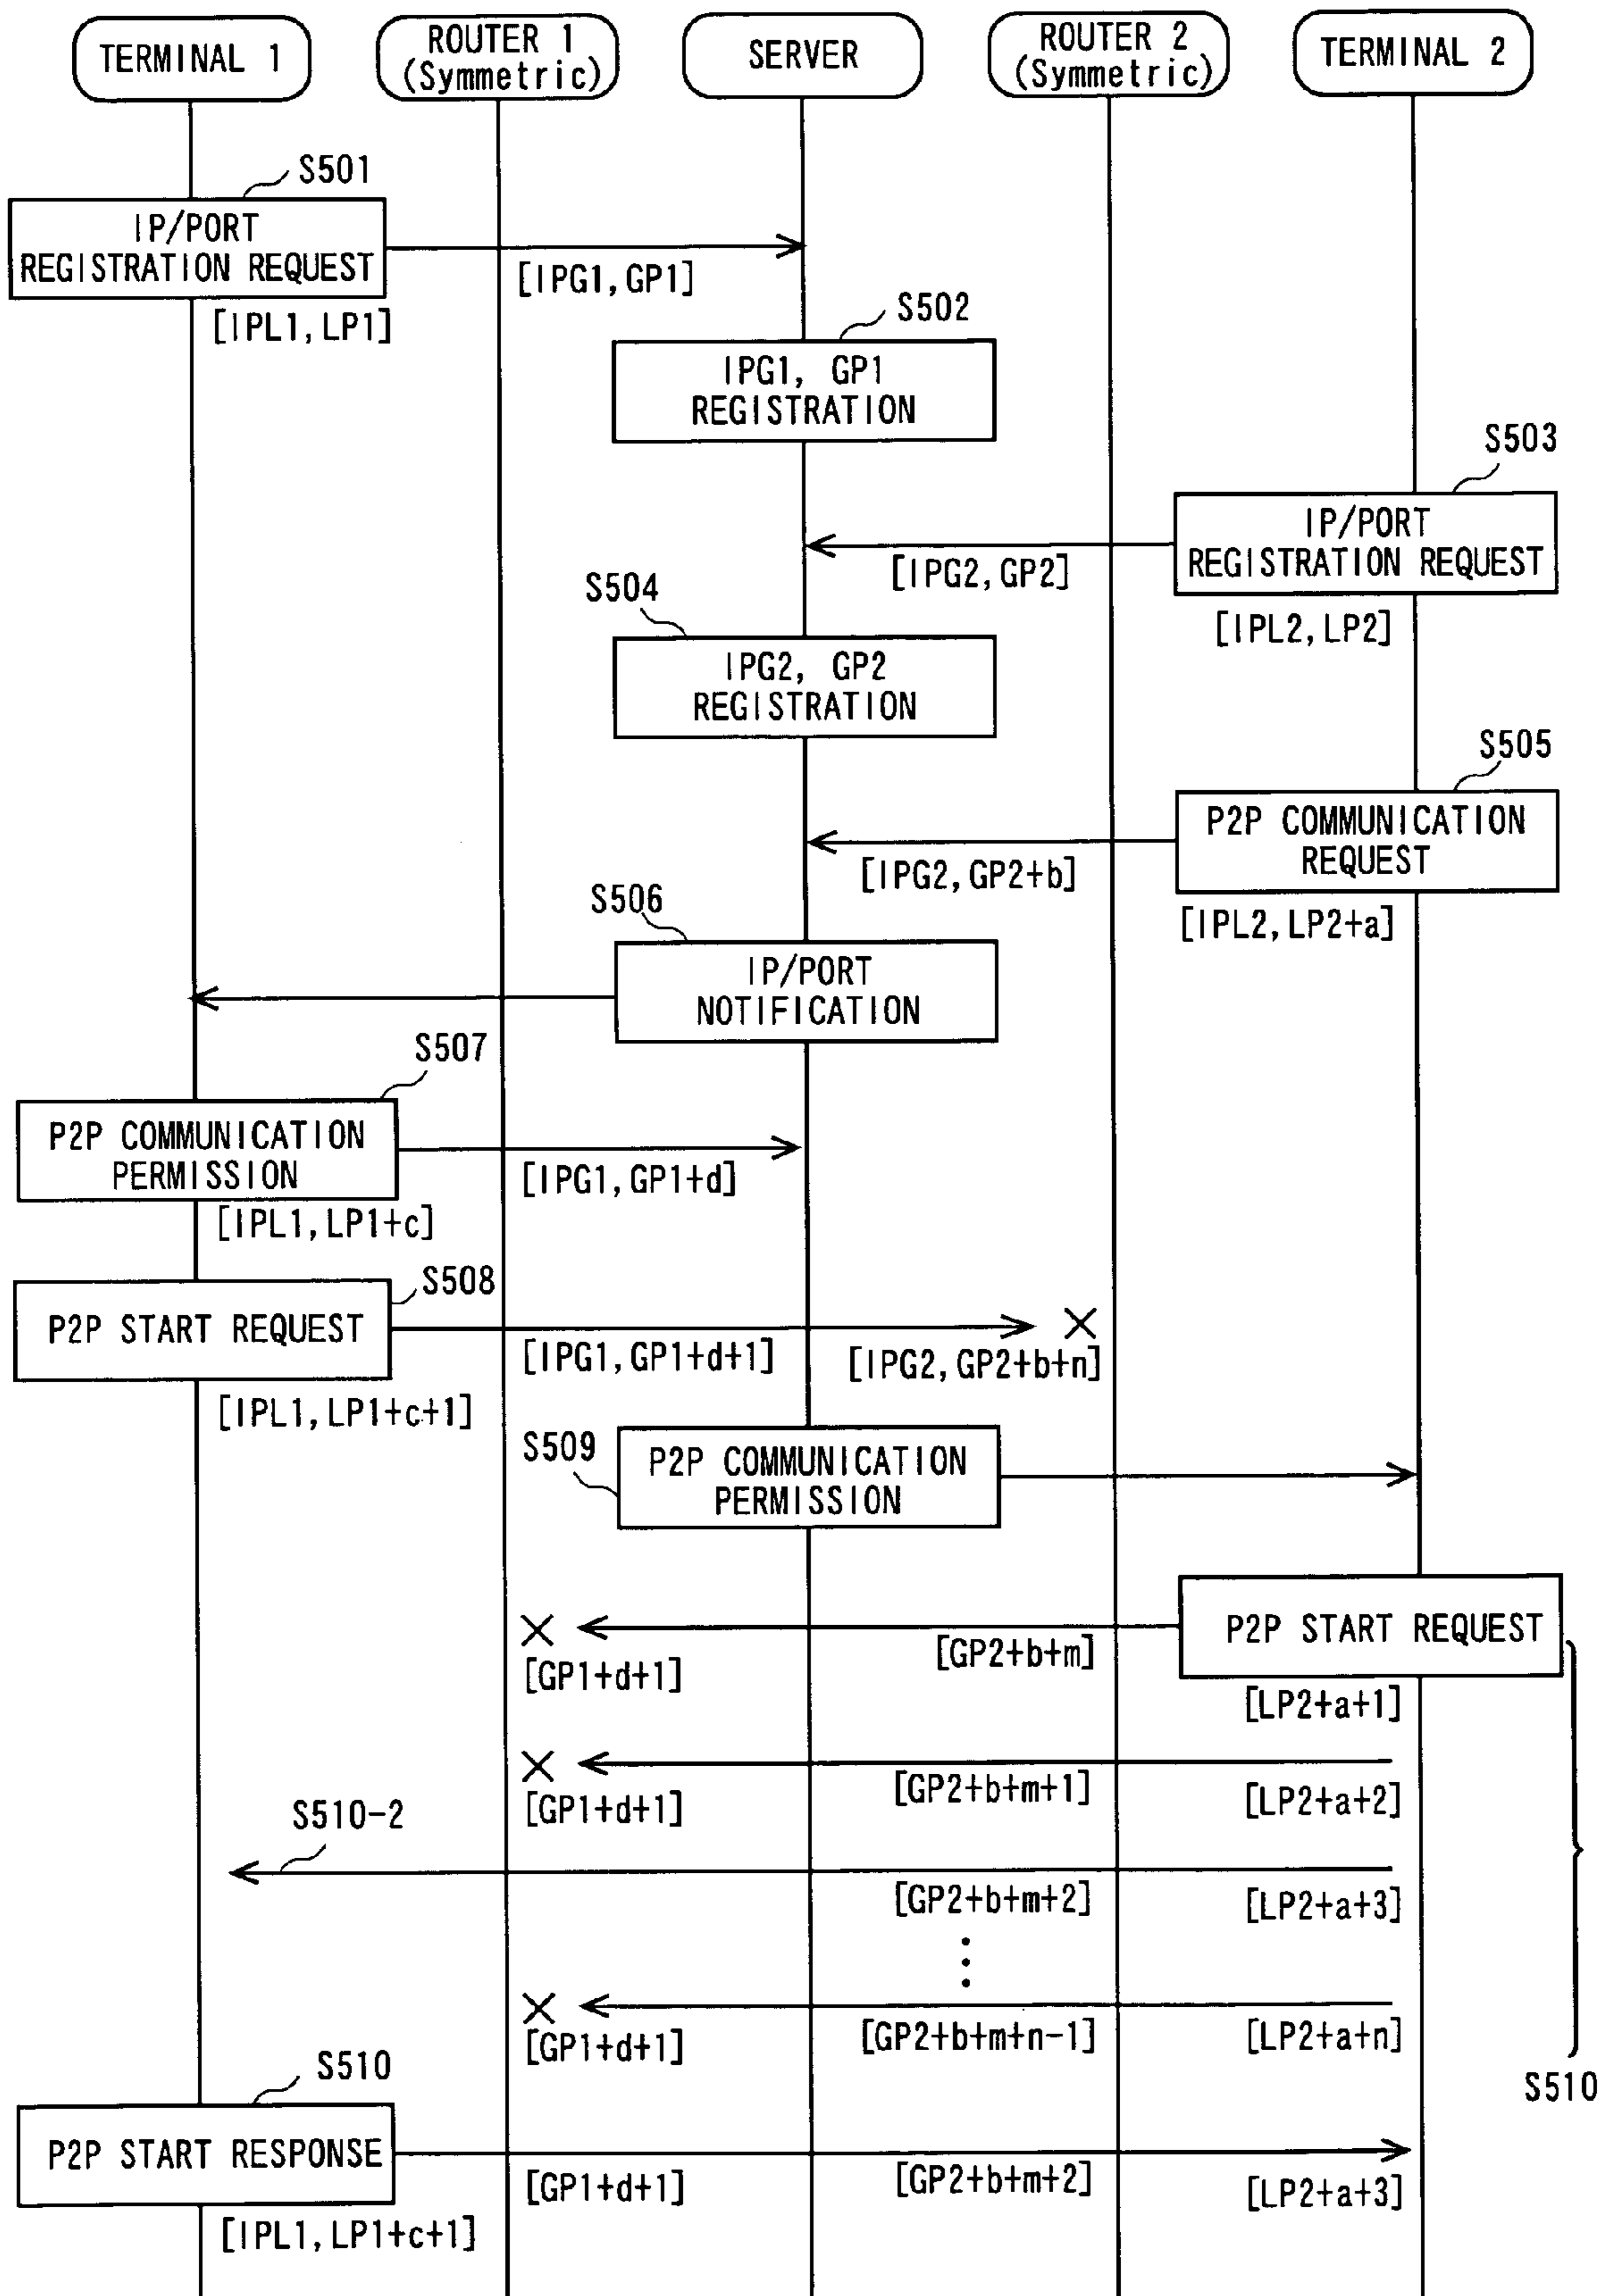 TERMINAL 1
ROUTER 1
(Symmetric)
SERVER
ROUTER 2
(Symmetric)
TERMINAL 2
S501
IP/PORT
REGISTRATION REQUEST
[IPG1, GP1]
[IPL1, LP1]
S502
IPG1, GP1
REGISTRATION
S503
IP/PORT
REGISTRATION REQUEST
[IPG2, GP2]
[IPL2, LP2]
S504
IPG2, GP2
REGISTRATION
S505
P2P COMMUNICATION
REQUEST
[IPG2, GP2+b]
[IPL2, LP2+a]
S506
IP/PORT
NOTIFICATION
S507
P2P COMMUNICATION
PERMISSION
[IPG1, GP1+d]
[IPL1, LP1+c]
S508
P2P START REQUEST
[IPG1, GP1+d+1]
[IPG2, GP2+b+n]
[IPL1, LP1+c+1]
S509
P2P COMMUNICATION
PERMISSION
P2P START REQUEST
[GP1+d+1]
[GP2+b+m]
[LP2+a+1]
[GP1+d+1]
[GP2+b+m+1]
[LP2+a+2]
S510-2
[GP2+b+m+2]
[LP2+a+3]
[GP1+d+1]
[GP2+b+m+n-1]
[LP2+a+n]
S510
S510
P2P START RESPONSE
[GP1+d+1]
[GP2+b+m+2]
[LP2+a+3]
[IPL1, LP1+c+1]